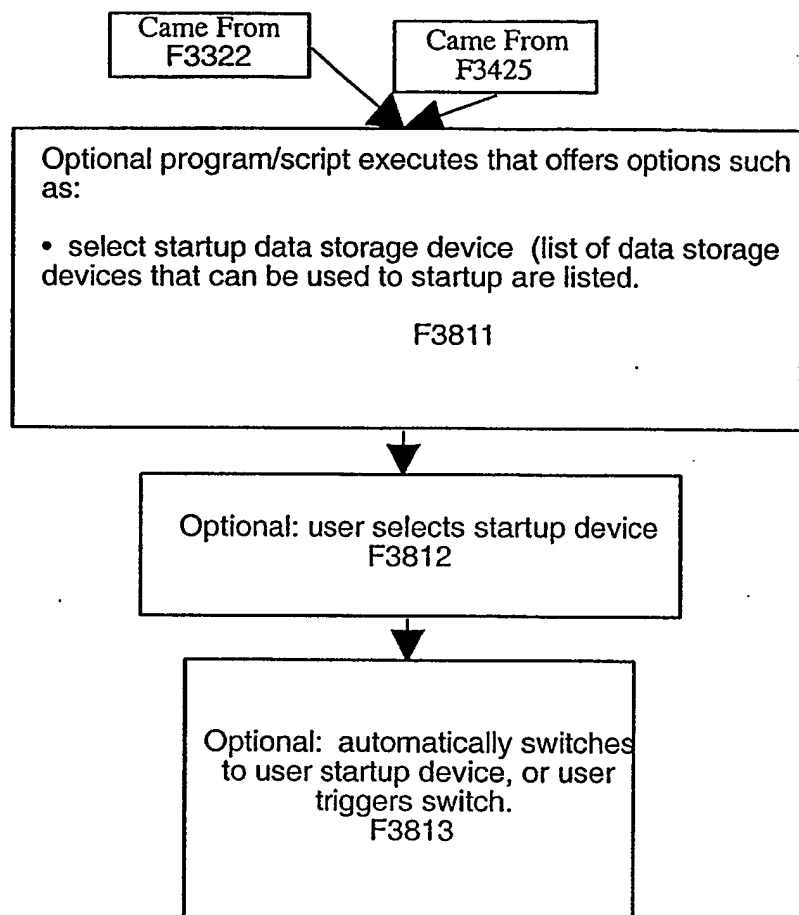 Came From
F3322
Came From
F3425
Optional program/script executes that offers options such
as:
• select startup data storage device (list of data storage
devices that can be used to startup are listed.
F3811
Optional: user selects startup device
F3812
Optional: automatically switches
to user startup device, or user
triggers switch.
F3813